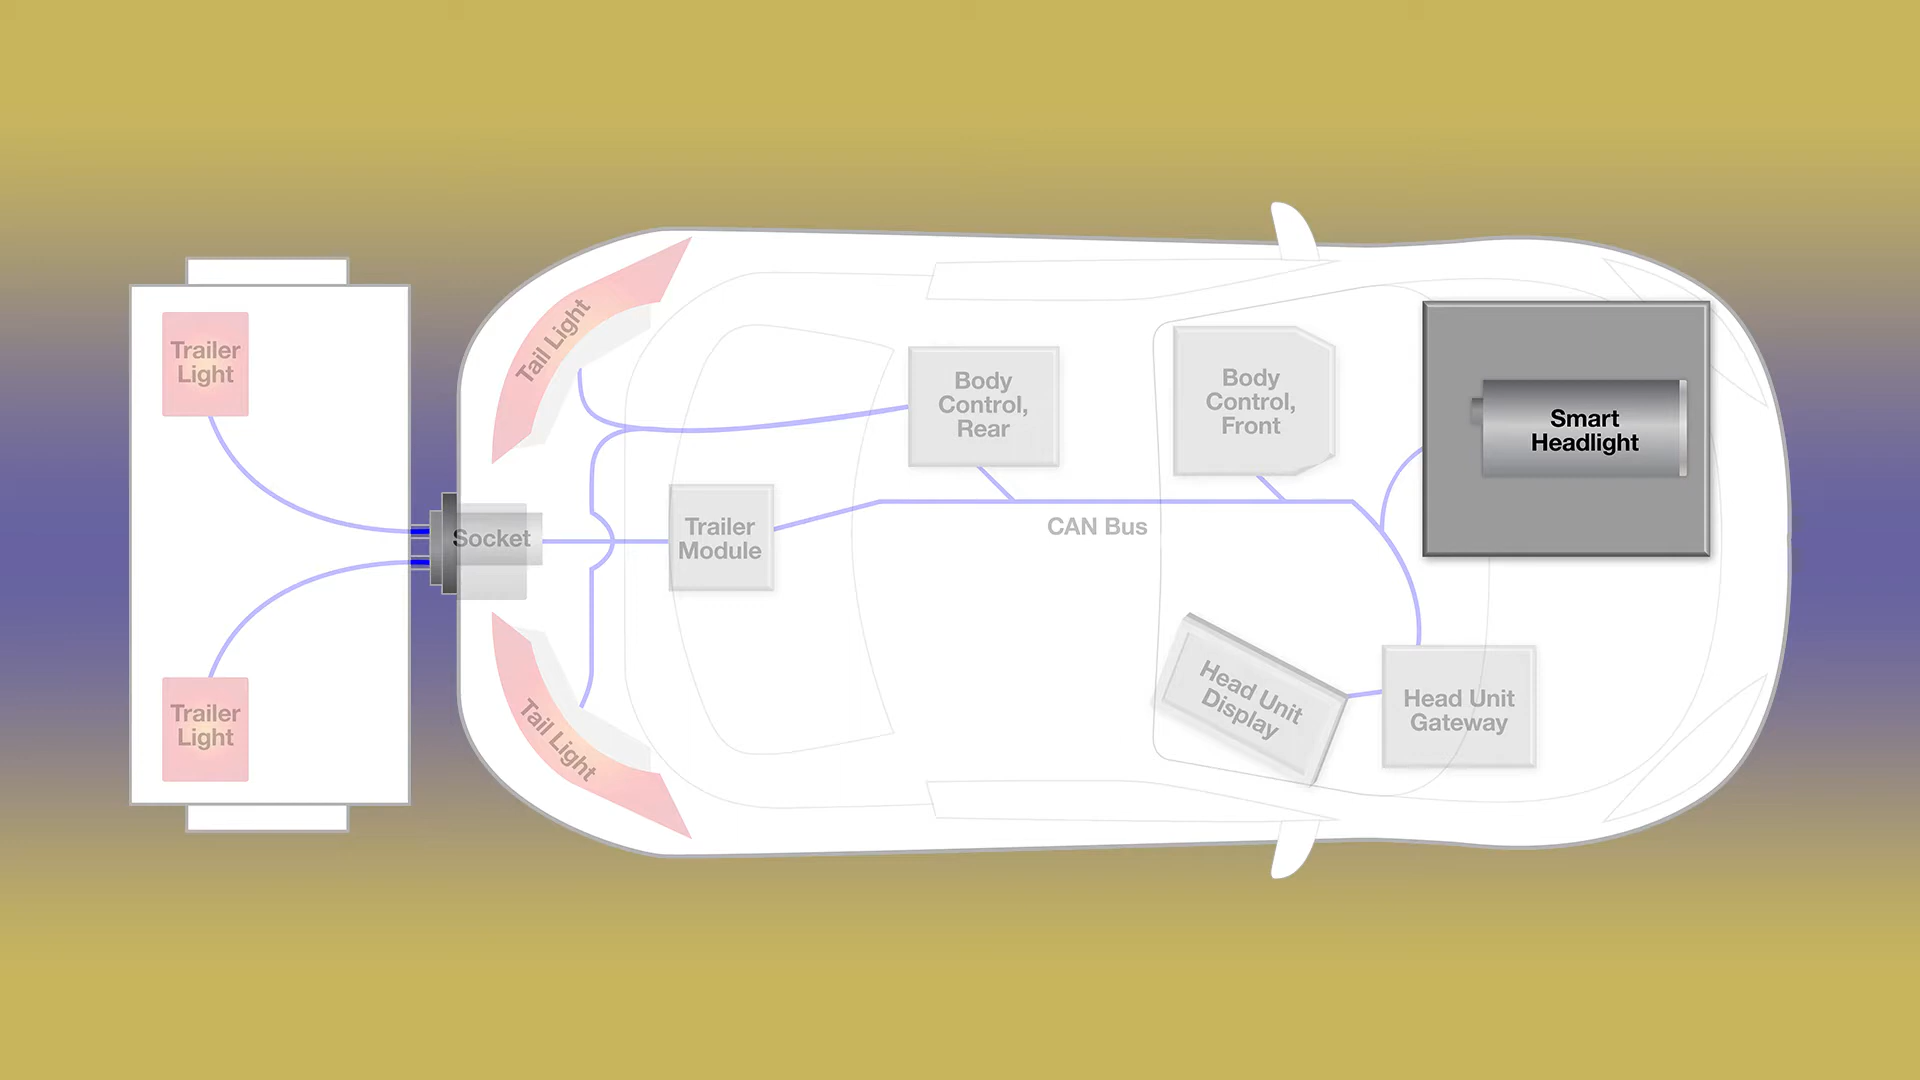 Trailer
Light
Tail Light
Body
Control,
Rear
Body
Control,
Front
Smart
Headlight
Socket
Trailer
Module
CAN Bus
Trailer
Light
Tail Light
Head Unit
Display
Head Unit
Gateway